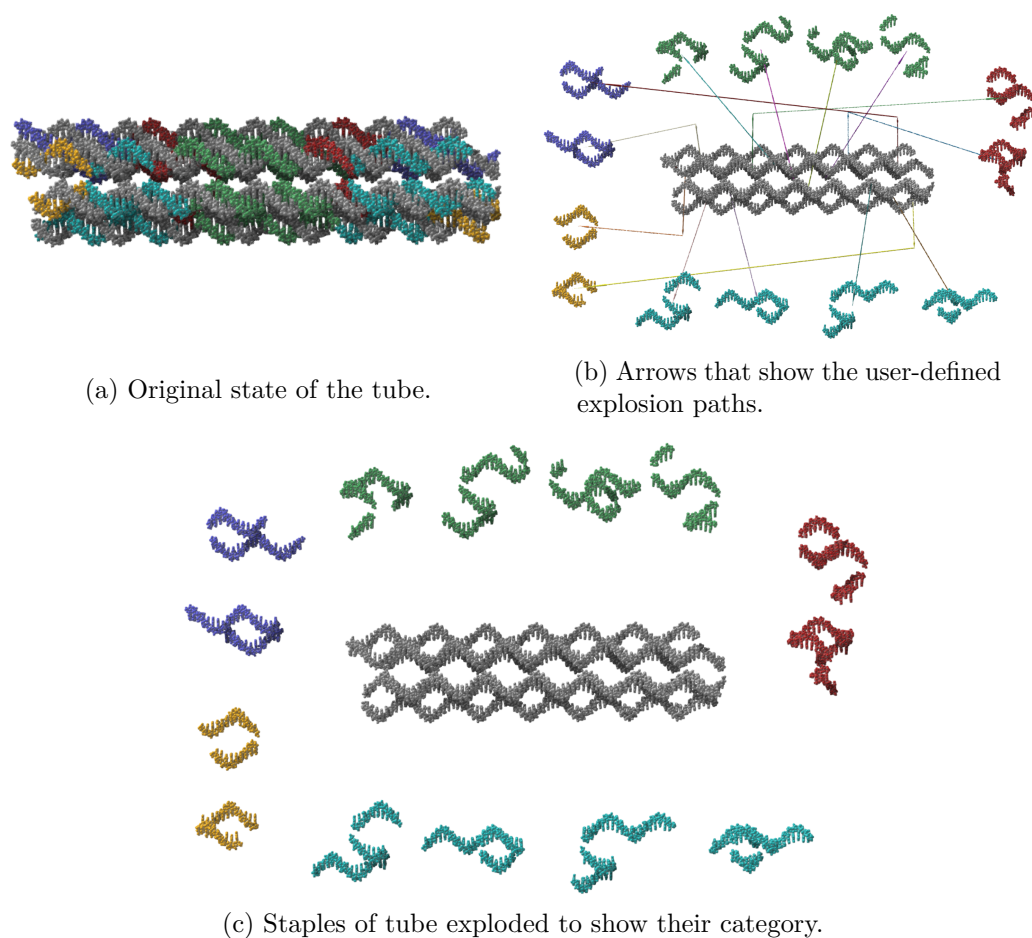 (a) Original state of the tube.
(b) Arrows that show the user-defined
explosion paths.
(c) Staples of tube exploded to show their category.